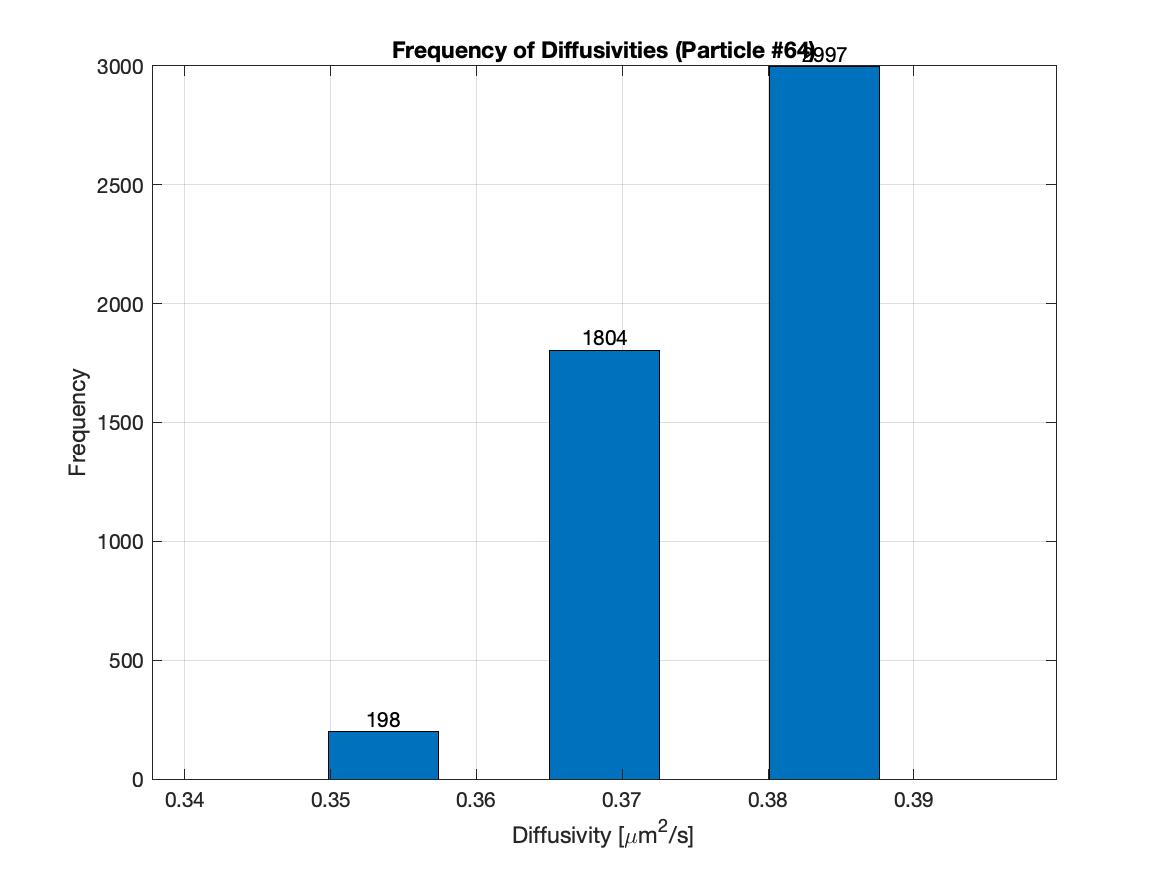 Frequency of Diffusivities (Particle #64)
2997
3000
2500
2000
1804
1500
1000
500
198
0
0.34 0.35 0.36 0.37 0.38 0.39
Frequency
Diffusivity [μm²/s]